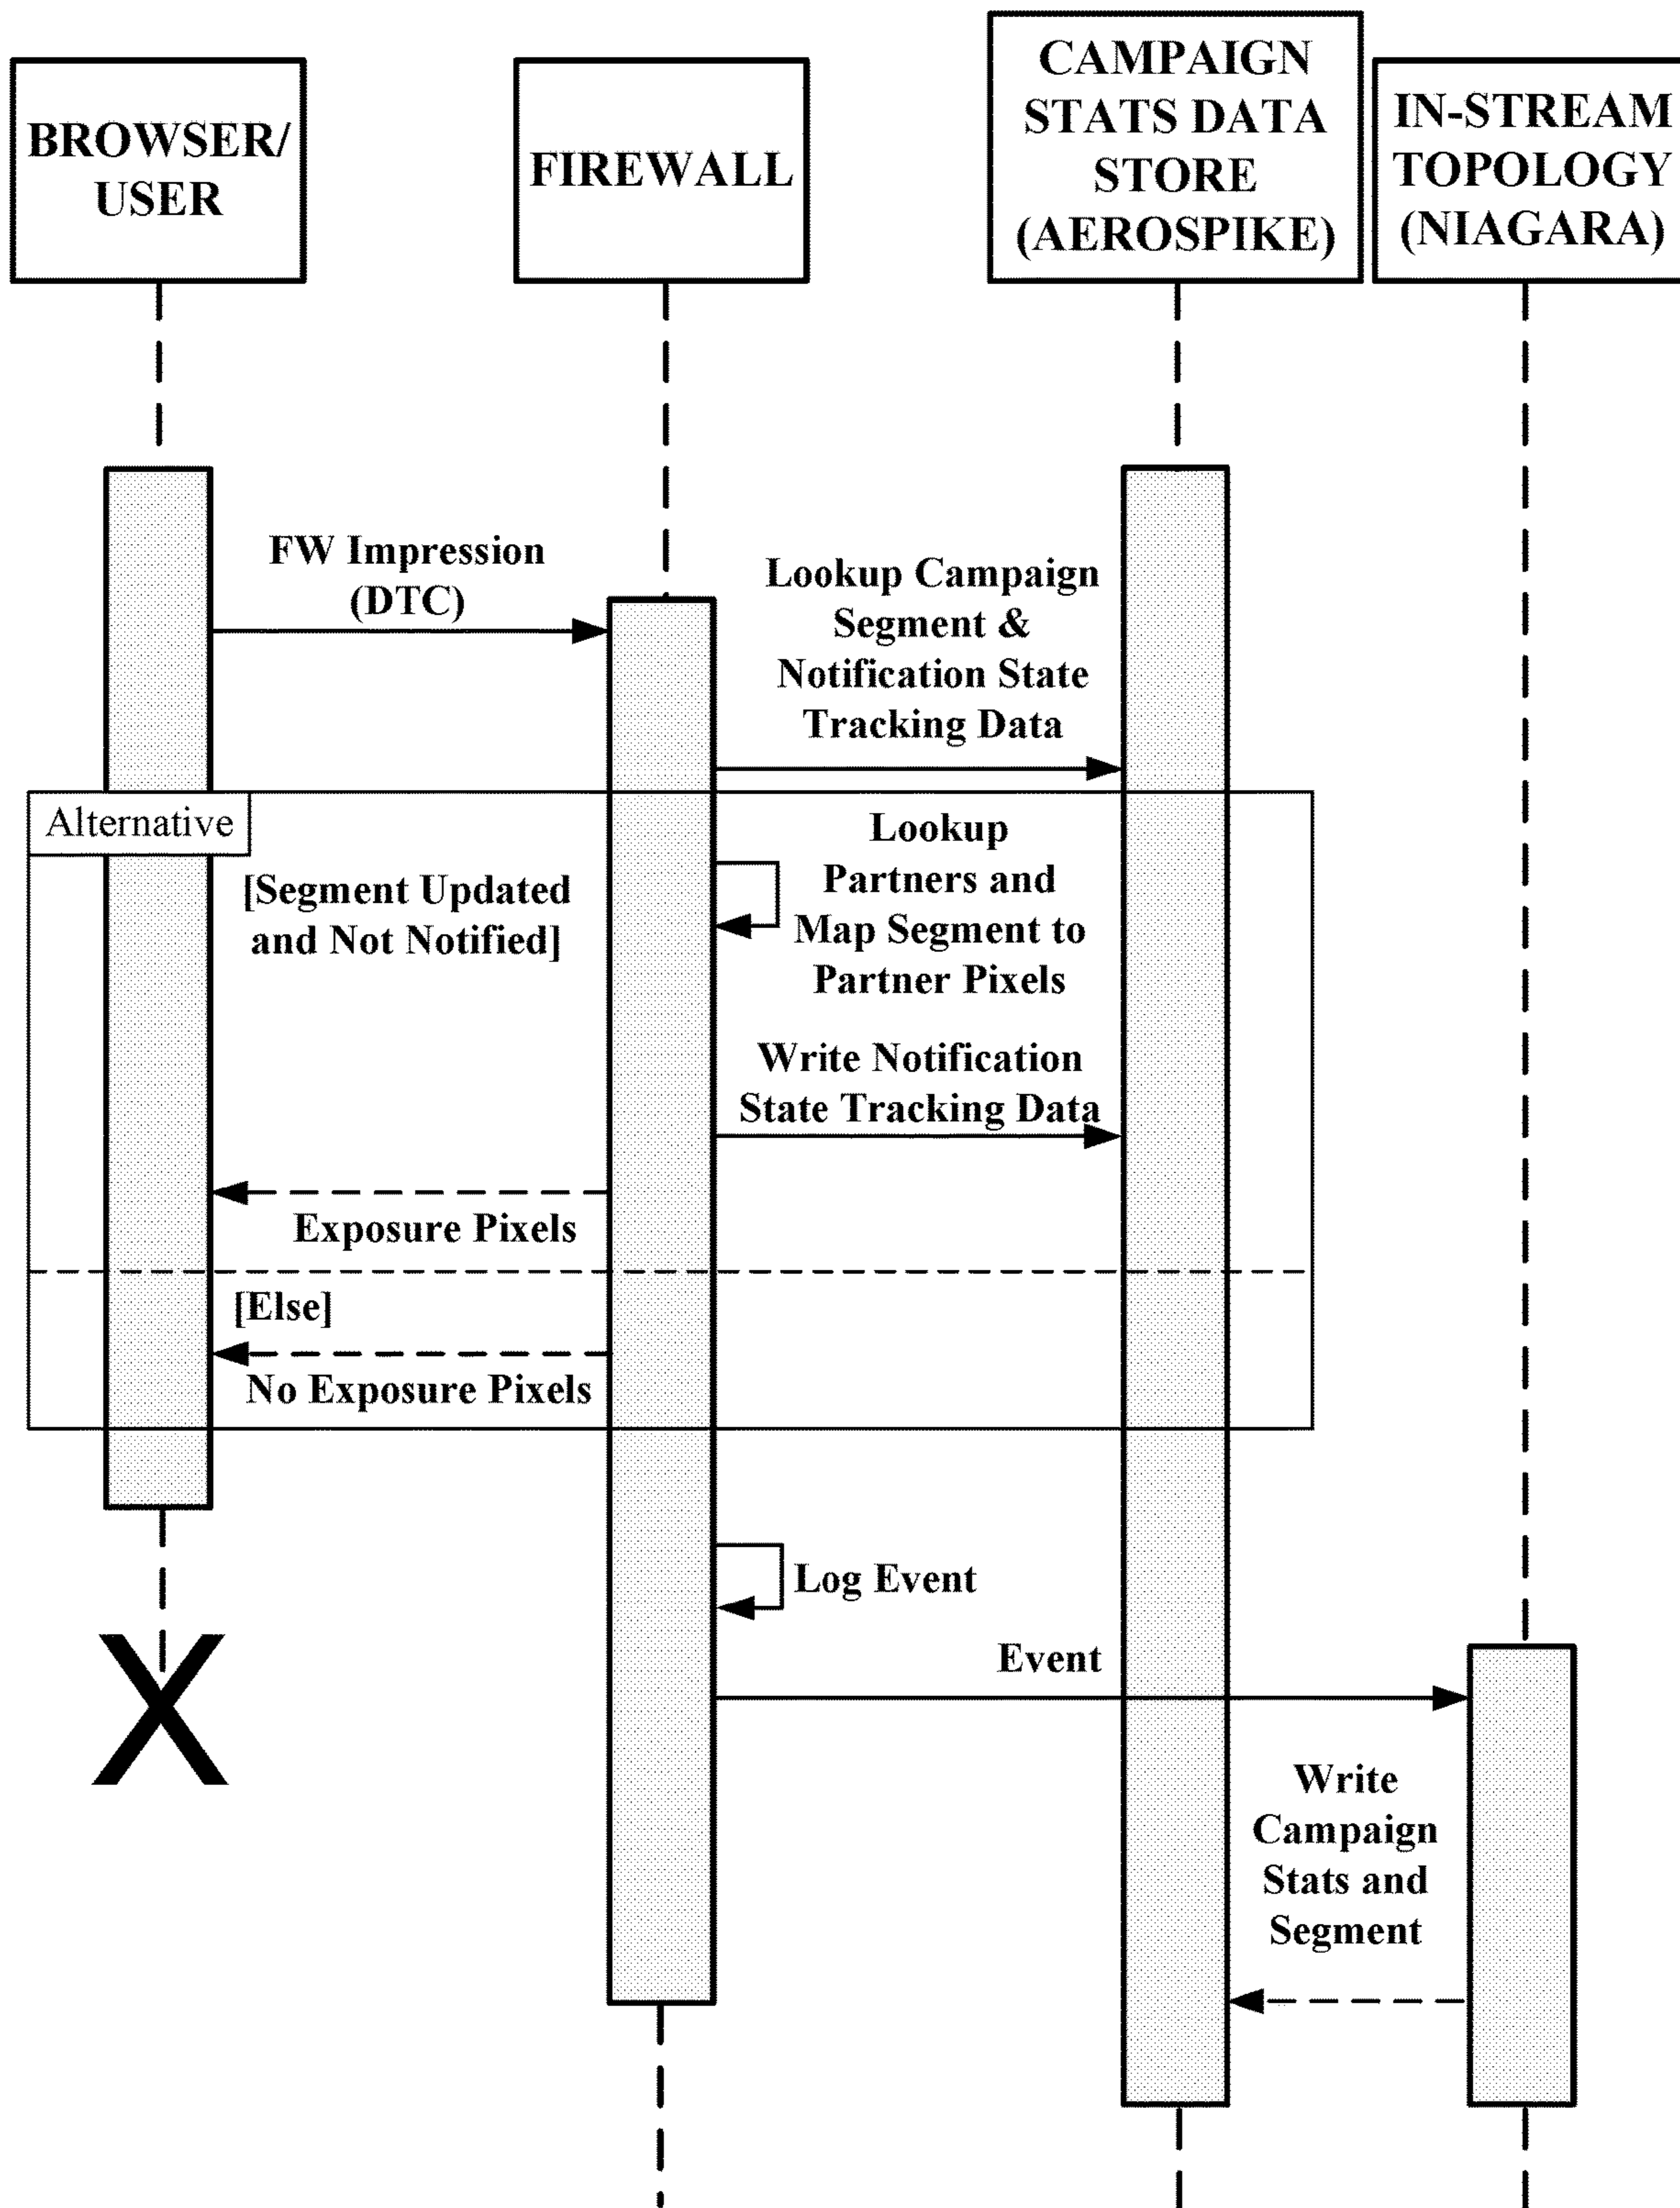 BROWSER/
USER
FIREWALL
CAMPAIGN
STATS DATA
STORE
(AEROSPIKE)
IN-STREAM
TOPOLOGY
(NIAGARA)
FW Impression
(DTC)
Lookup Campaign
Segment &
Notification State
Tracking Data
Alternative
[Segment Updated
and Not Notified]
Lookup
Partners and
Map Segment to
Partner Pixels
Write Notification
State Tracking Data
Exposure Pixels
[Else]
No Exposure Pixels
Log Event
Event
X
Write
Campaign
Stats and
Segment